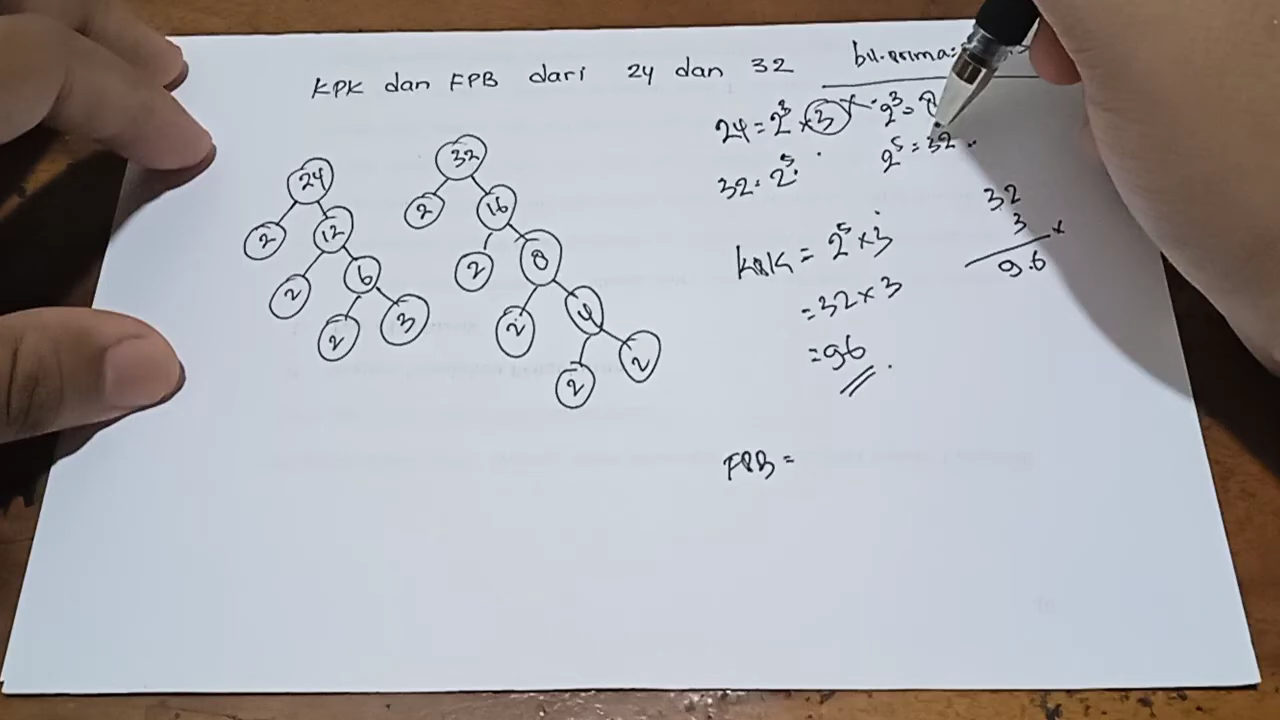 KPK dan FPB dari 24 dan 32
bil. prima:
24 = 2³ × 3
2³ = 8
32 = 2⁵
2⁵ = 32
24
2 12
2 6
2 3
32
2 16
2 8
2 4
2 2
KPK = 2⁵ × 3
= 32 × 3
= 96
32
3 ×
96
FPB =